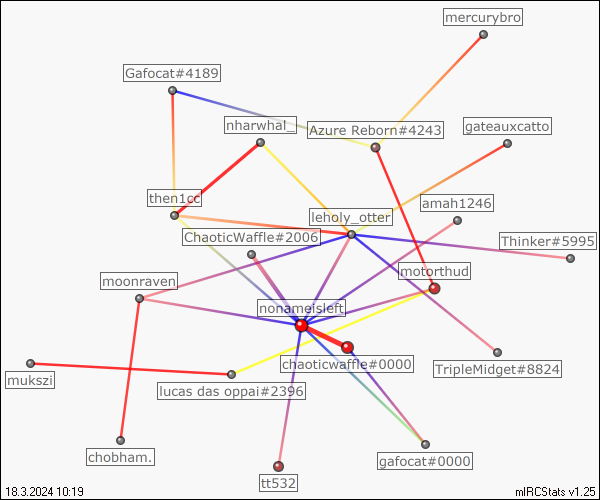 mercurybro
Gafocat#4189
nharwhal_
Azure Reborn#4243
gateauxcatto
then1cc
leholy_otter
amah1246
ChaoticWaffle#2006
Thinker#5995
motorthud
moonraven
nonameisleft
chaoticwaffle#0000
TripleMidget#8824
mukszi
lucas das oppai#2396
chobham.
gafocat#0000
tt532
18.3.2024 10:19
mIRCStats v1.25